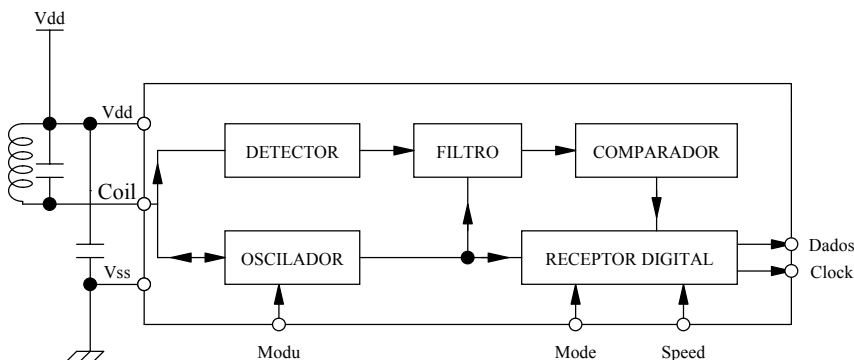 Vdd
Vdd
DETECTOR
FILTRO
COMPARADOR
Coil
OSCILADOR
RECEPTOR DIGITAL
Dados
Clock
Vss
Modu
Mode
Speed